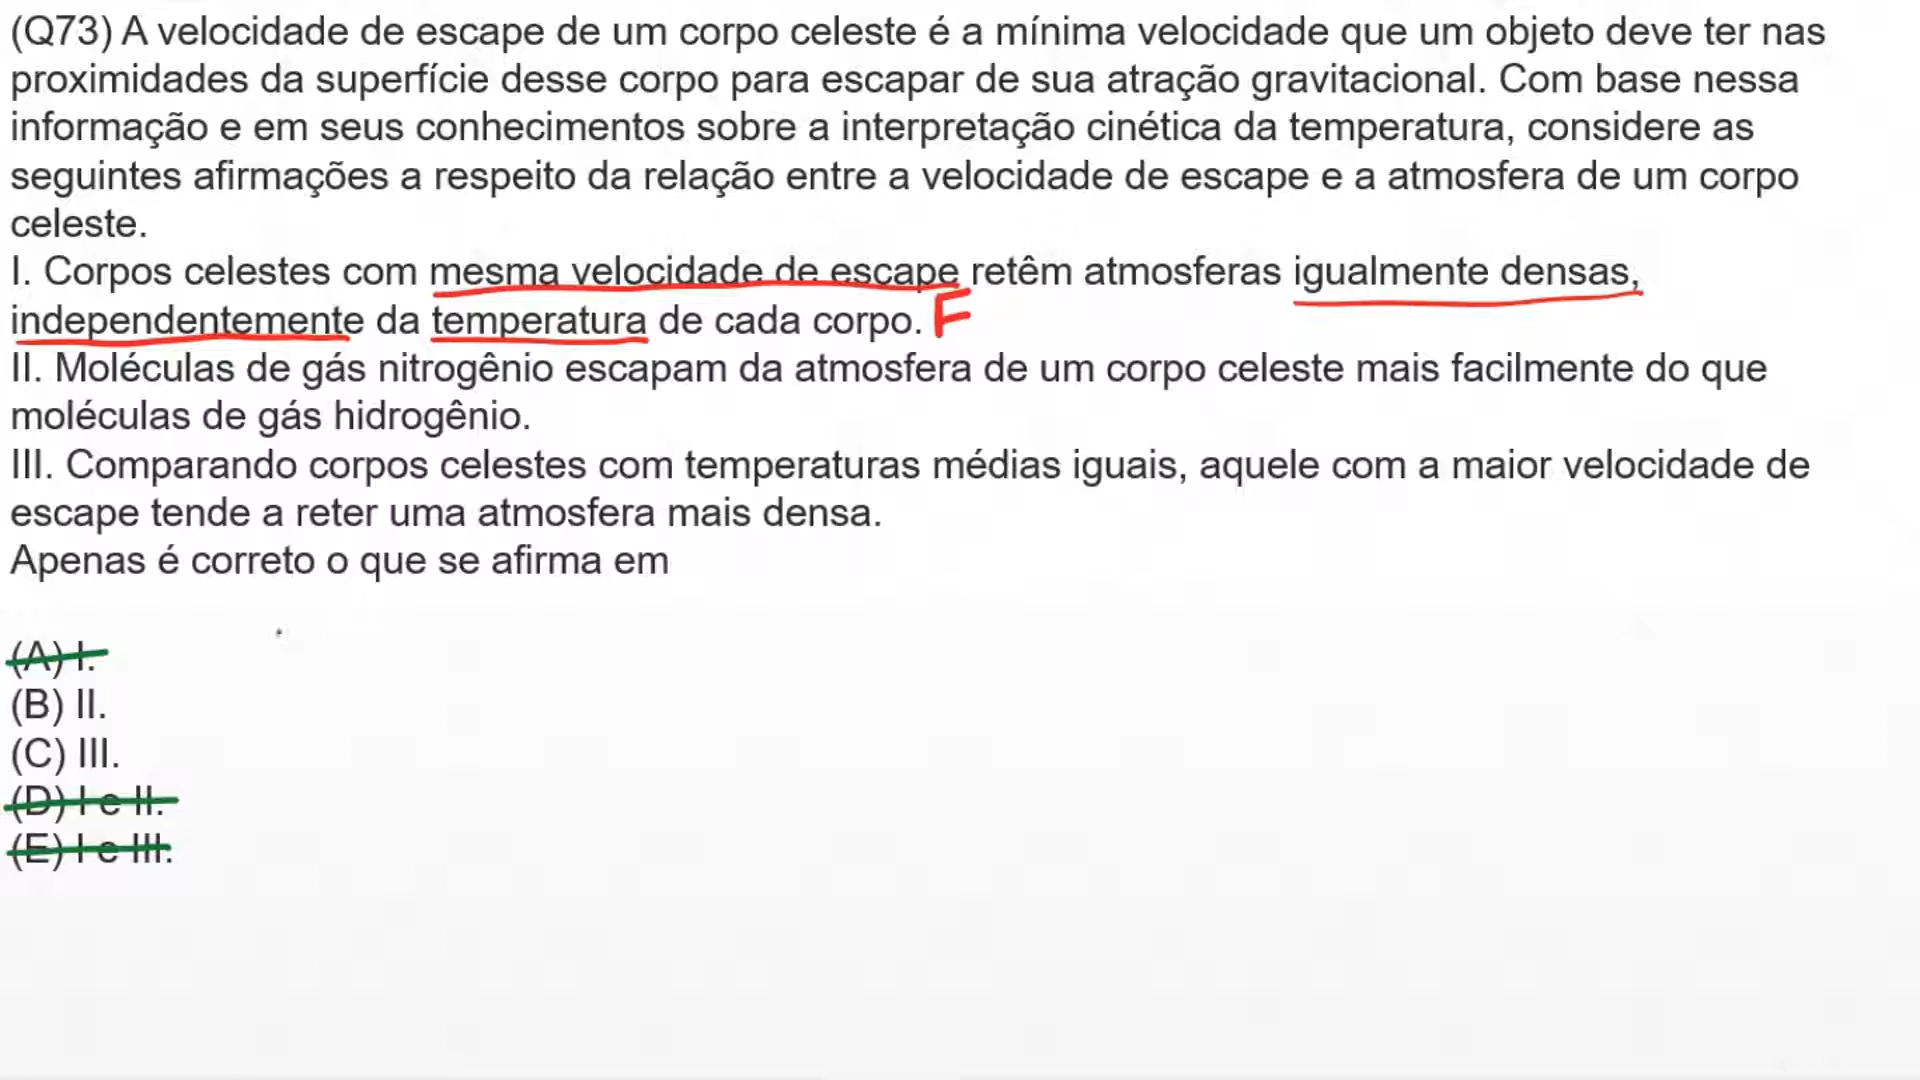 (Q73) A velocidade de escape de um corpo celeste é a mínima velocidade que um objeto deve ter nas
proximidades da superfície desse corpo para escapar de sua atração gravitacional. Com base nessa
informação e em seus conhecimentos sobre a interpretação cinética da temperatura, considere as
seguintes afirmações a respeito da relação entre a velocidade de escape e a atmosfera de um corpo
celeste.
I. Corpos celestes com mesma velocidade de escape retêm atmosferas igualmente densas,
independentemente da temperatura de cada corpo. F
II. Moléculas de gás nitrogênio escapam da atmosfera de um corpo celeste mais facilmente do que
moléculas de gás hidrogênio.
III. Comparando corpos celestes com temperaturas médias iguais, aquele com a maior velocidade de
escape tende a reter uma atmosfera mais densa.
Apenas é correto o que se afirma em
(A) I.
(B) II.
(C) III.
(D) I e II.
(E) I e III.